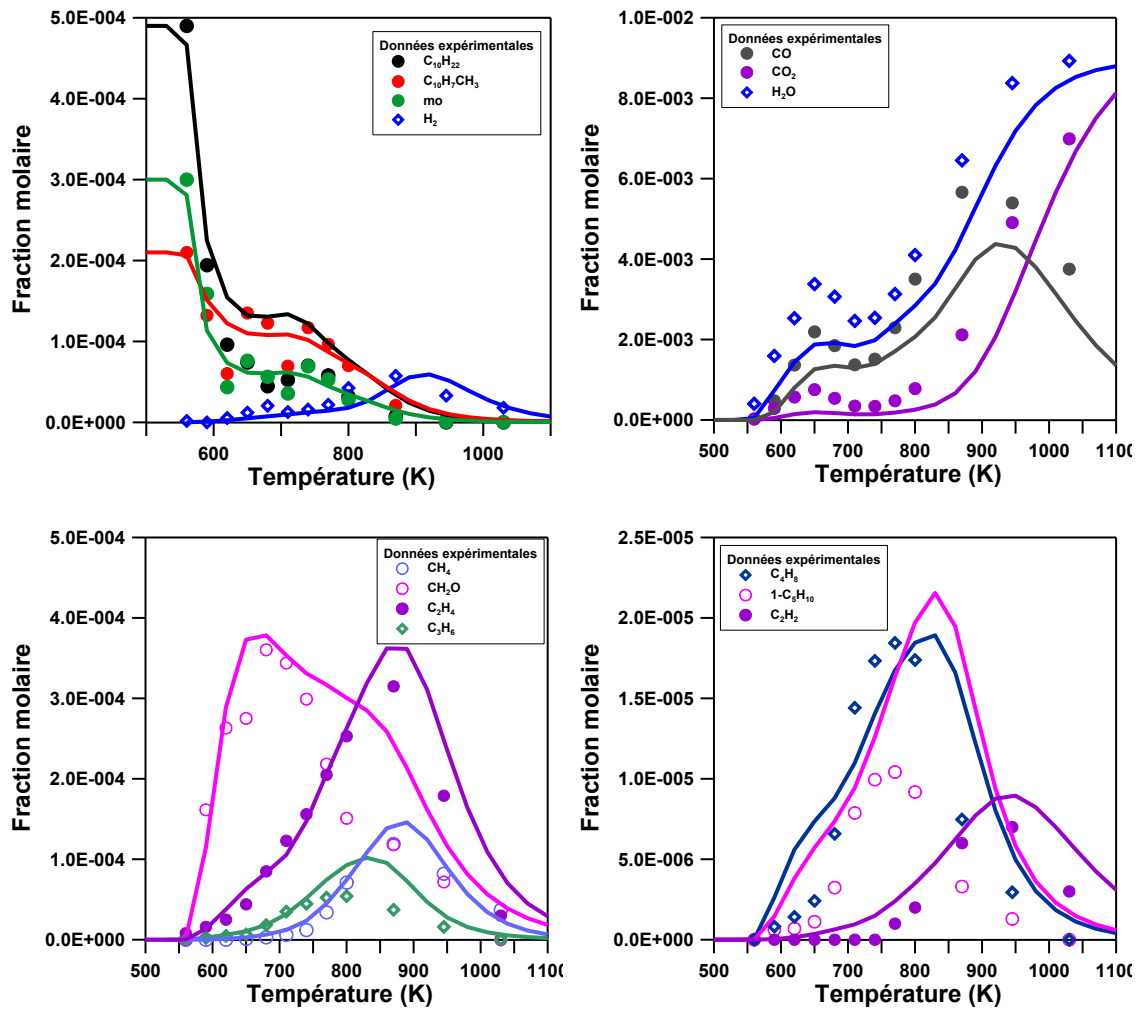 5.0E-004
4.0E-004
3.0E-004
2.0E-004
1.0E-004
0.0E+000
Fraction molaire
600
800
1000
Température (K)
Données expérimentales
C₁₀H₂₂
C₁₀H₇CH₃
mo
H₂
1.0E-002
8.0E-003
6.0E-003
4.0E-003
2.0E-003
0.0E+000
Fraction molaire
500 600 700 800 900 1000 1100
Température (K)
Données expérimentales
CO
CO₂
H₂O
5.0E-004
4.0E-004
3.0E-004
2.0E-004
1.0E-004
0.0E+000
Fraction molaire
500 600 700 800 900 1000 1100
Température (K)
Données expérimentales
CH₄
CH₂O
C₂H₄
C₃H₆
2.5E-005
2.0E-005
1.5E-005
1.0E-005
5.0E-006
0.0E+000
Fraction molaire
500 600 700 800 900 1000 1100
Température (K)
Données expérimentales
C₄H₈
1-C₅H₁₀
C₂H₂